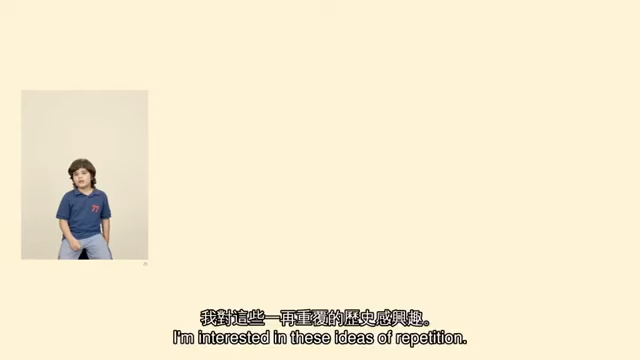 我對這些一再重覆的歷史感興趣。
I'm interested in these ideas of repetition.